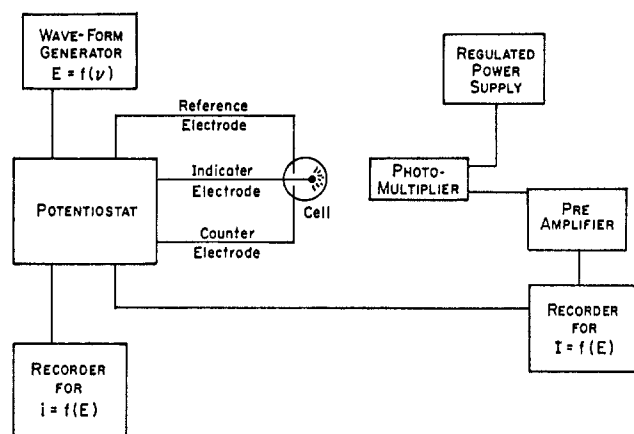 WAVE-FORM
GENERATOR
E = f(ν)
REGULATED
POWER
SUPPLY
Reference
Electrode
Indicater
Electrode
Counter
Electrode
Cell
POTENTIOSTAT
PHOTO-
MULTIPLIER
PRE
AMPLIFIER
RECORDER
FOR
i = f(E)
RECORDER
FOR
I = f(E)